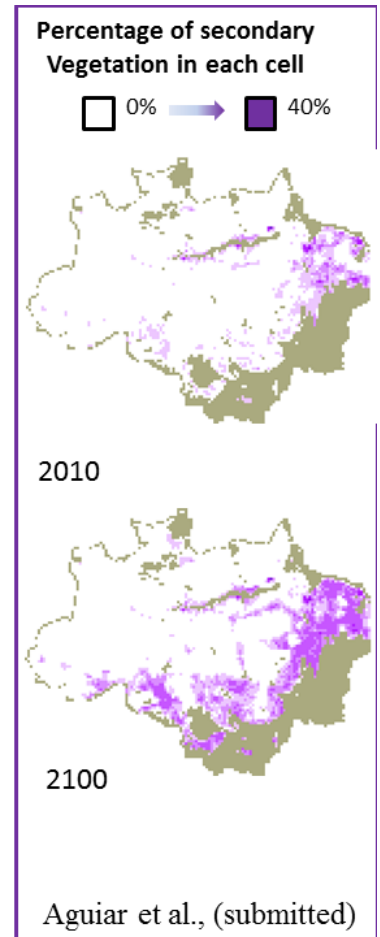 Percentage of secondary
Vegetation in each cell
0% 40%
2010
2100
Aguiar et al., (submitted)